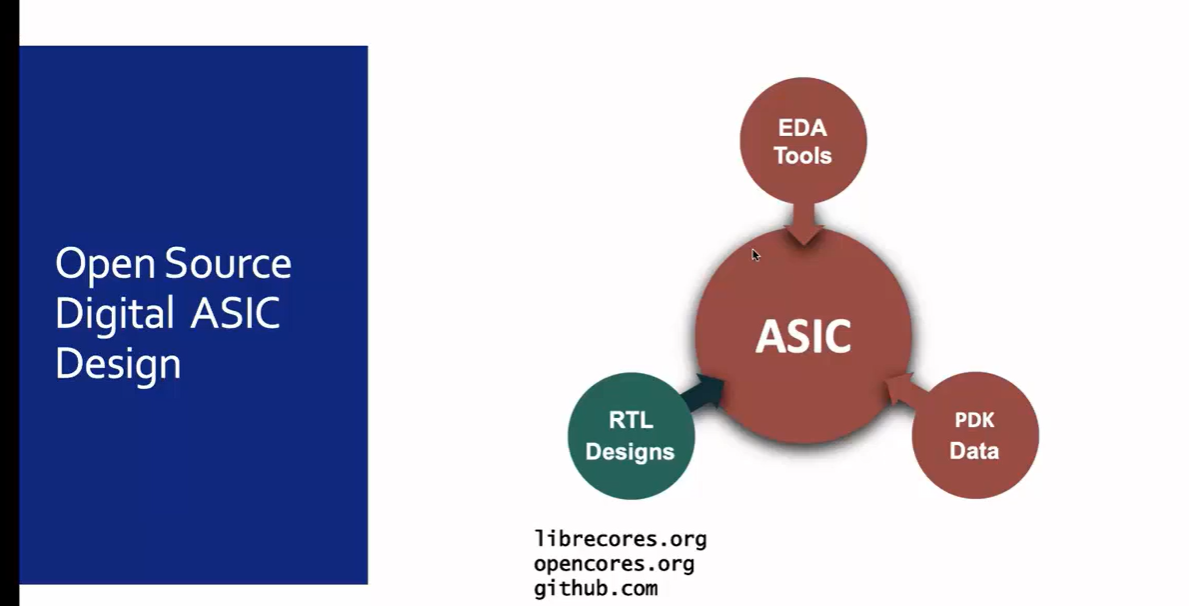 Open Source
Digital ASIC
Design
EDA
Tools
ASIC
RTL
Designs
PDK
Data
librecores.org
opencores.org
github.com